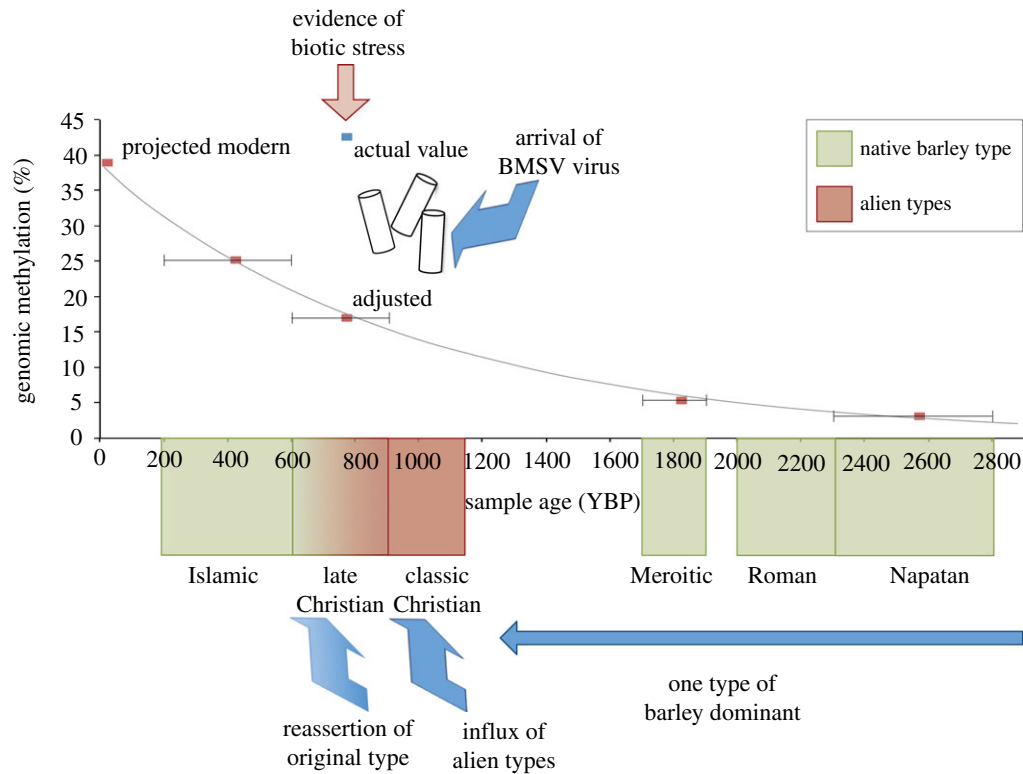 evidence of
biotic stress
45
40
35
30
25
20
15
10
5
0
genomic methylation (%)
projected modern
actual value
arrival of
BMSV virus
adjusted
native barley type
alien types
0
200
400
600
800
1000
1200
1400
1600
1800
2000
2200
2400
2600
2800
sample age (YBP)
Islamic
late
Christian
classic
Christian
Meroitic
Roman
Napatan
reassertion of
original type
influx of
alien types
one type of
barley dominant